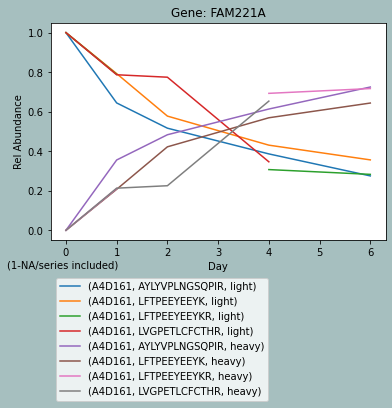 Gene: FAM221A
1.0
0.8
0.6
0.4
0.2
0.0
Rel Abundance
0 1 2 3 4 5 6
(1-NA/series included)
Day
(A4D161, AYLYVPLNGSQPIR, light)
(A4D161, LFTPEEYEEYK, light)
(A4D161, LFTPEEYEEYKR, light)
(A4D161, LVGPETLCFCTHR, light)
(A4D161, AYLYVPLNGSQPIR, heavy)
(A4D161, LFTPEEYEEYK, heavy)
(A4D161, LFTPEEYEEYKR, heavy)
(A4D161, LVGPETLCFCTHR, heavy)